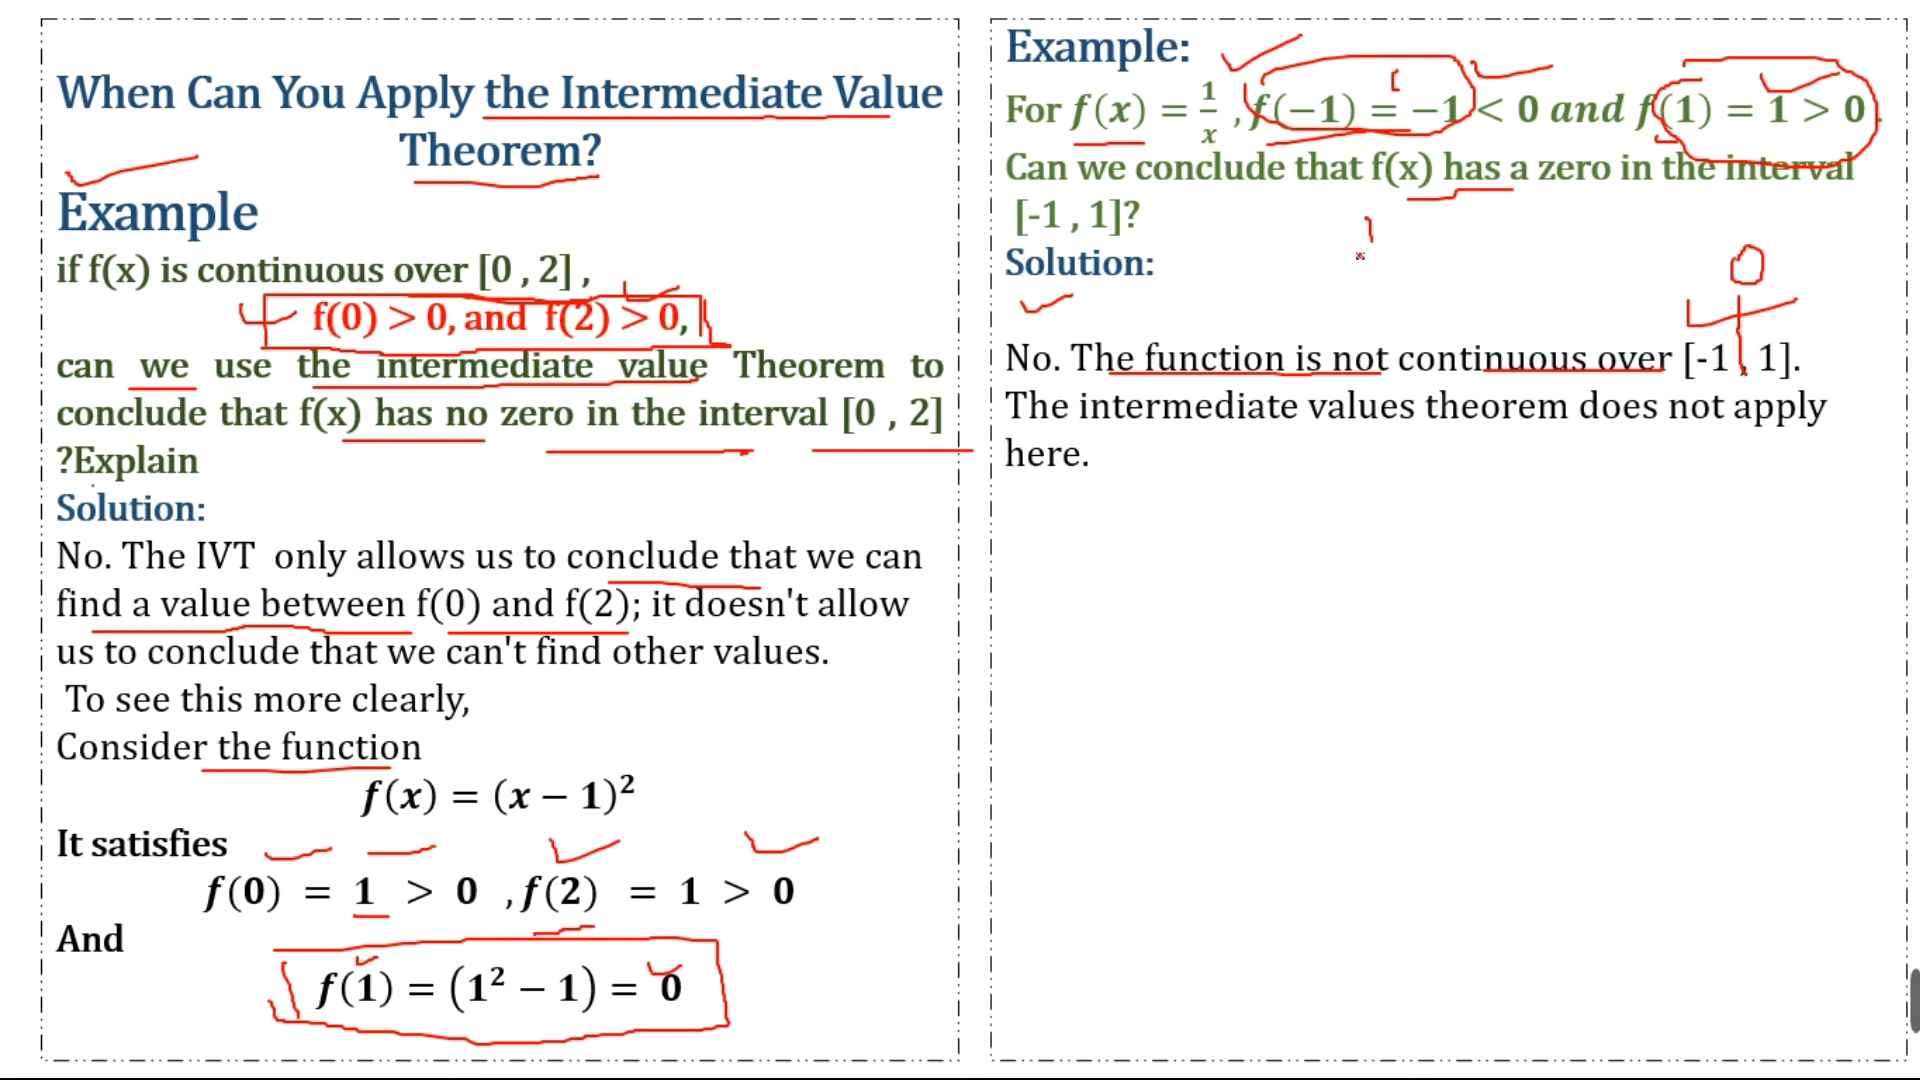 When Can You Apply the Intermediate Value
Theorem?
Example
if f(x) is continuous over [0 , 2] ,
f(0) > 0, and f(2) > 0,
can we use the intermediate value Theorem to
conclude that f(x) has no zero in the interval [0 , 2]
?Explain
Solution:
No. The IVT only allows us to conclude that we can
find a value between f(0) and f(2); it doesn't allow
us to conclude that we can't find other values.
To see this more clearly,
Consider the function
f(x) = (x − 1)²
It satisfies
f(0) = 1 > 0 , f(2) = 1 > 0
And
f(1) = (1² − 1) = 0
Example:
For f(x) = 1/x , f(−1) = −1 < 0 and f(1) = 1 > 0.
Can we conclude that f(x) has a zero in the interval
[-1 , 1]?
Solution:
0
No. The function is not continuous over [-1 , 1].
The intermediate values theorem does not apply
here.